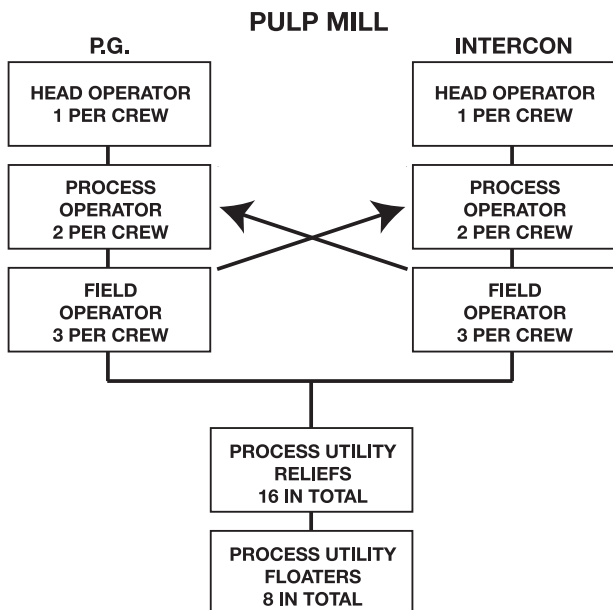 PULP MILL
P.G.
INTERCON
HEAD OPERATOR
1 PER CREW
HEAD OPERATOR
1 PER CREW
PROCESS
OPERATOR
2 PER CREW
PROCESS
OPERATOR
2 PER CREW
FIELD
OPERATOR
3 PER CREW
FIELD
OPERATOR
3 PER CREW
PROCESS UTILITY
RELIEFS
16 IN TOTAL
PROCESS UTILITY
FLOATERS
8 IN TOTAL